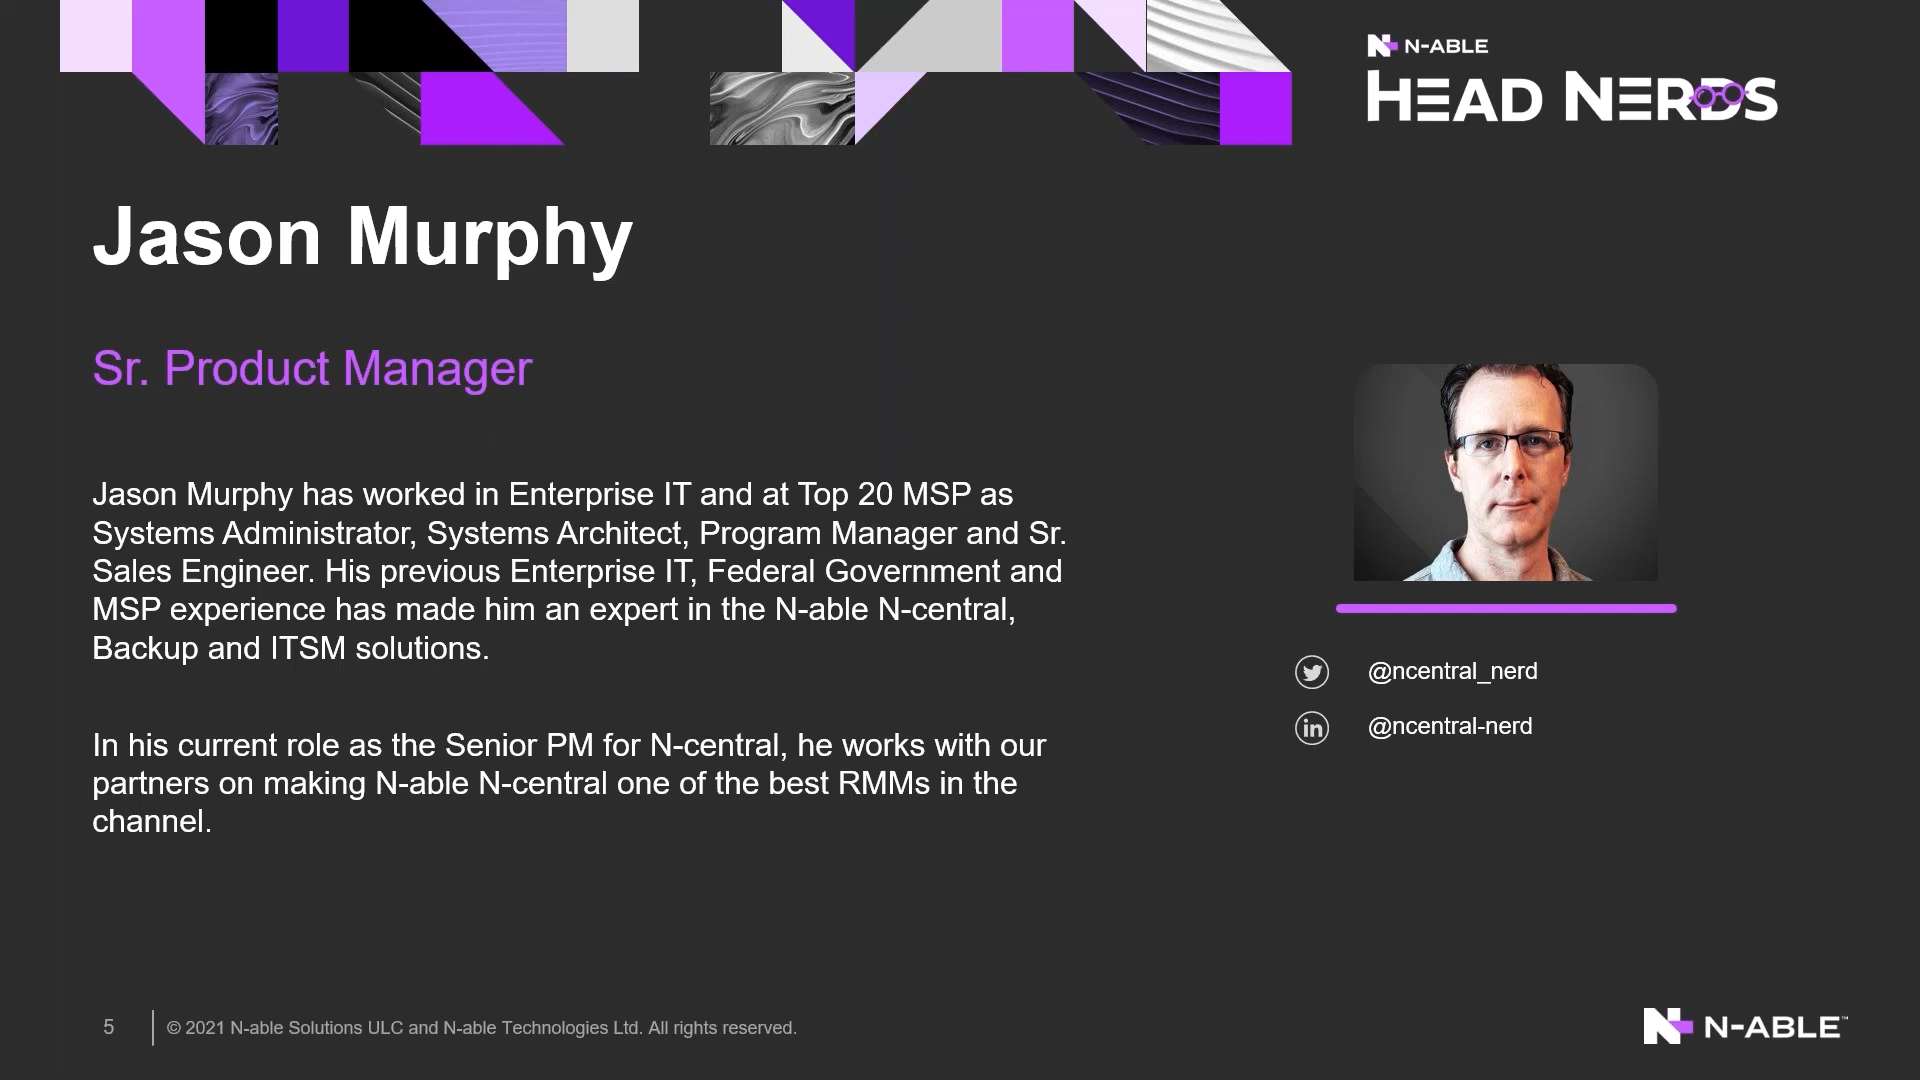 N-ABLE
HEAD NERDS
Jason Murphy
Sr. Product Manager
Jason Murphy has worked in Enterprise IT and at Top 20 MSP as
Systems Administrator, Systems Architect, Program Manager and Sr.
Sales Engineer. His previous Enterprise IT, Federal Government and
MSP experience has made him an expert in the N-able N-central,
Backup and ITSM solutions.
In his current role as the Senior PM for N-central, he works with our
partners on making N-able N-central one of the best RMMs in the
channel.
@ncentral_nerd
in
@ncentral-nerd
5
© 2021 N-able Solutions ULC and N-able Technologies Ltd. All rights reserved.
N-ABLE™